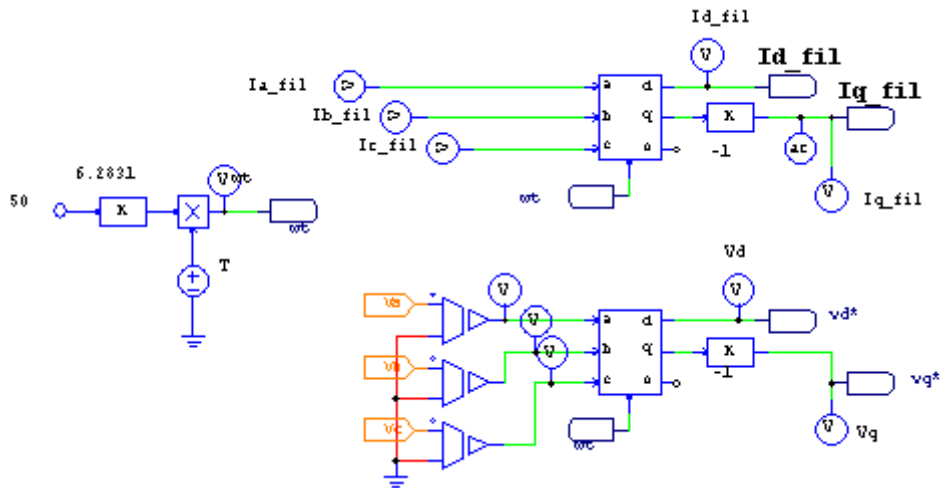 Id_fil
V
Id_fil
Ia_fil
a
d
Iq_fil
Ib_fil
b
q
K
Ic_fil
c
o
-1
ac
6.2831
V
wt
V
50
K
wt
Iq_fil
wt
T
Vd
V
V
Va
a
d
vd*
V
b
q
K
Vb
V
c
o
-1
vq*
Vc
V
Vq
wt